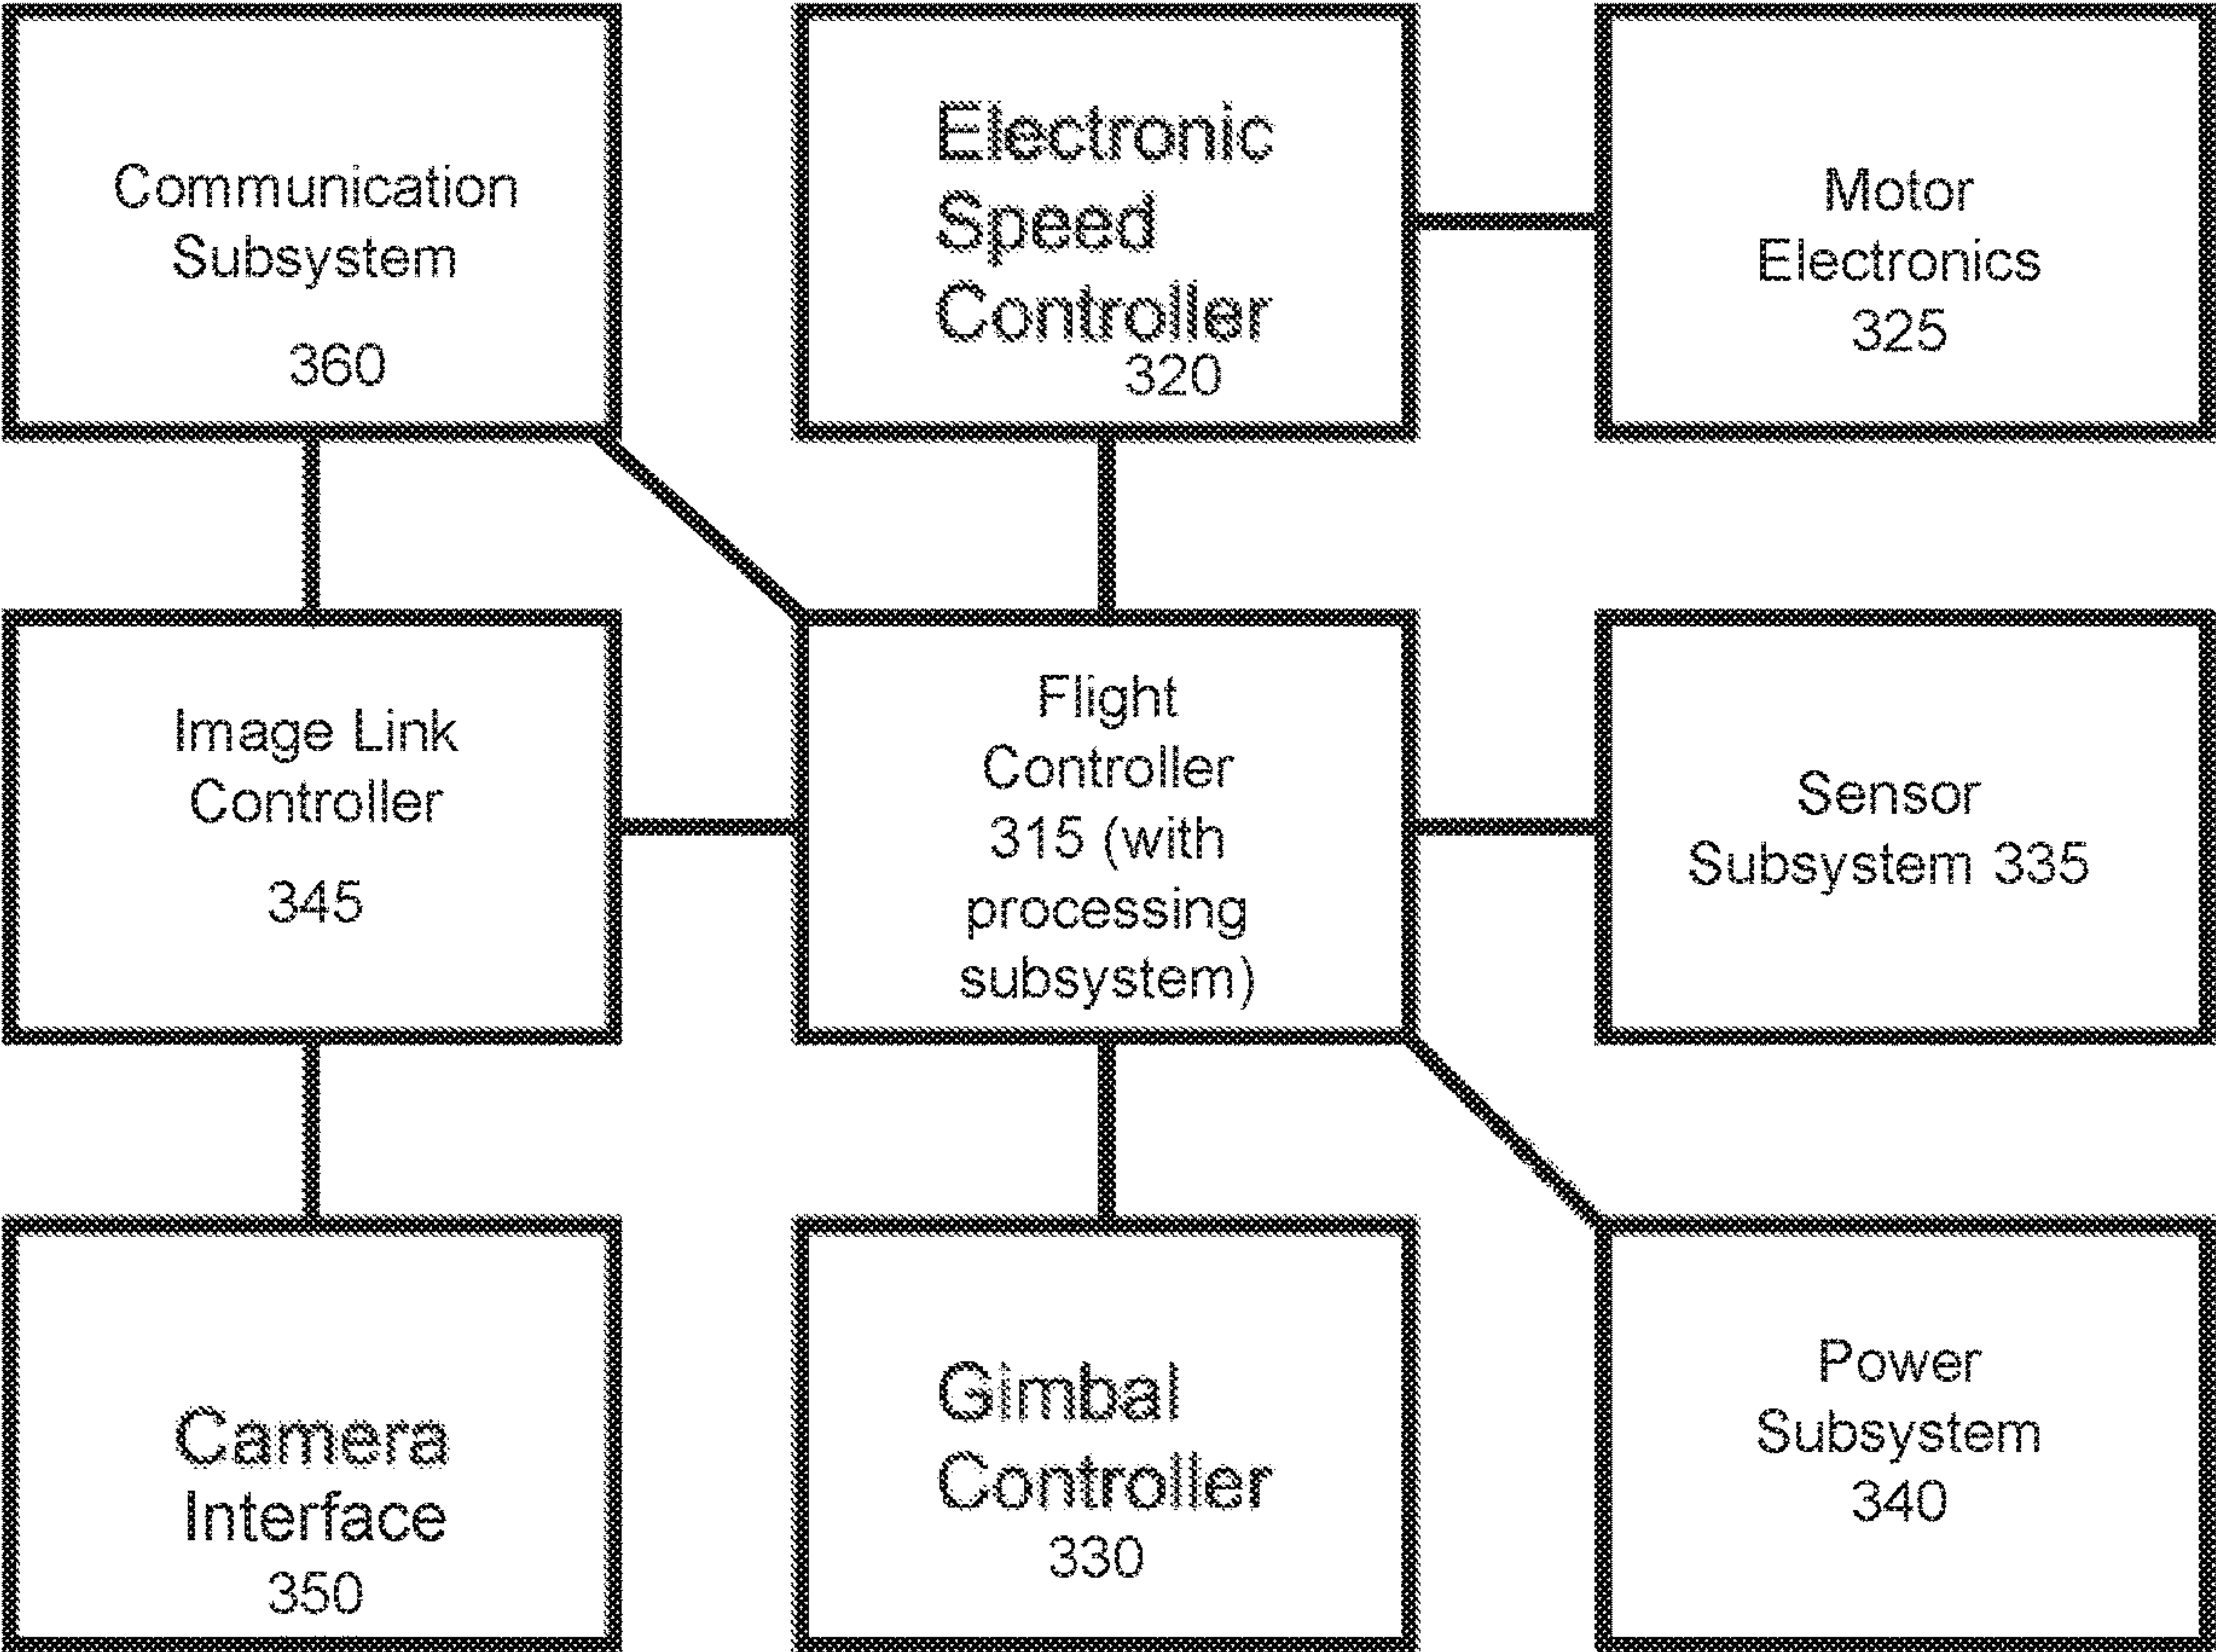 Communication
Subsystem
360
Electronic
Speed
Controller
320
Motor
Electronics
325
Image Link
Controller
345
Flight
Controller
315 (with
processing
subsystem)
Sensor
Subsystem 335
Camera
Interface
350
Gimbal
Controller
330
Power
Subsystem
340